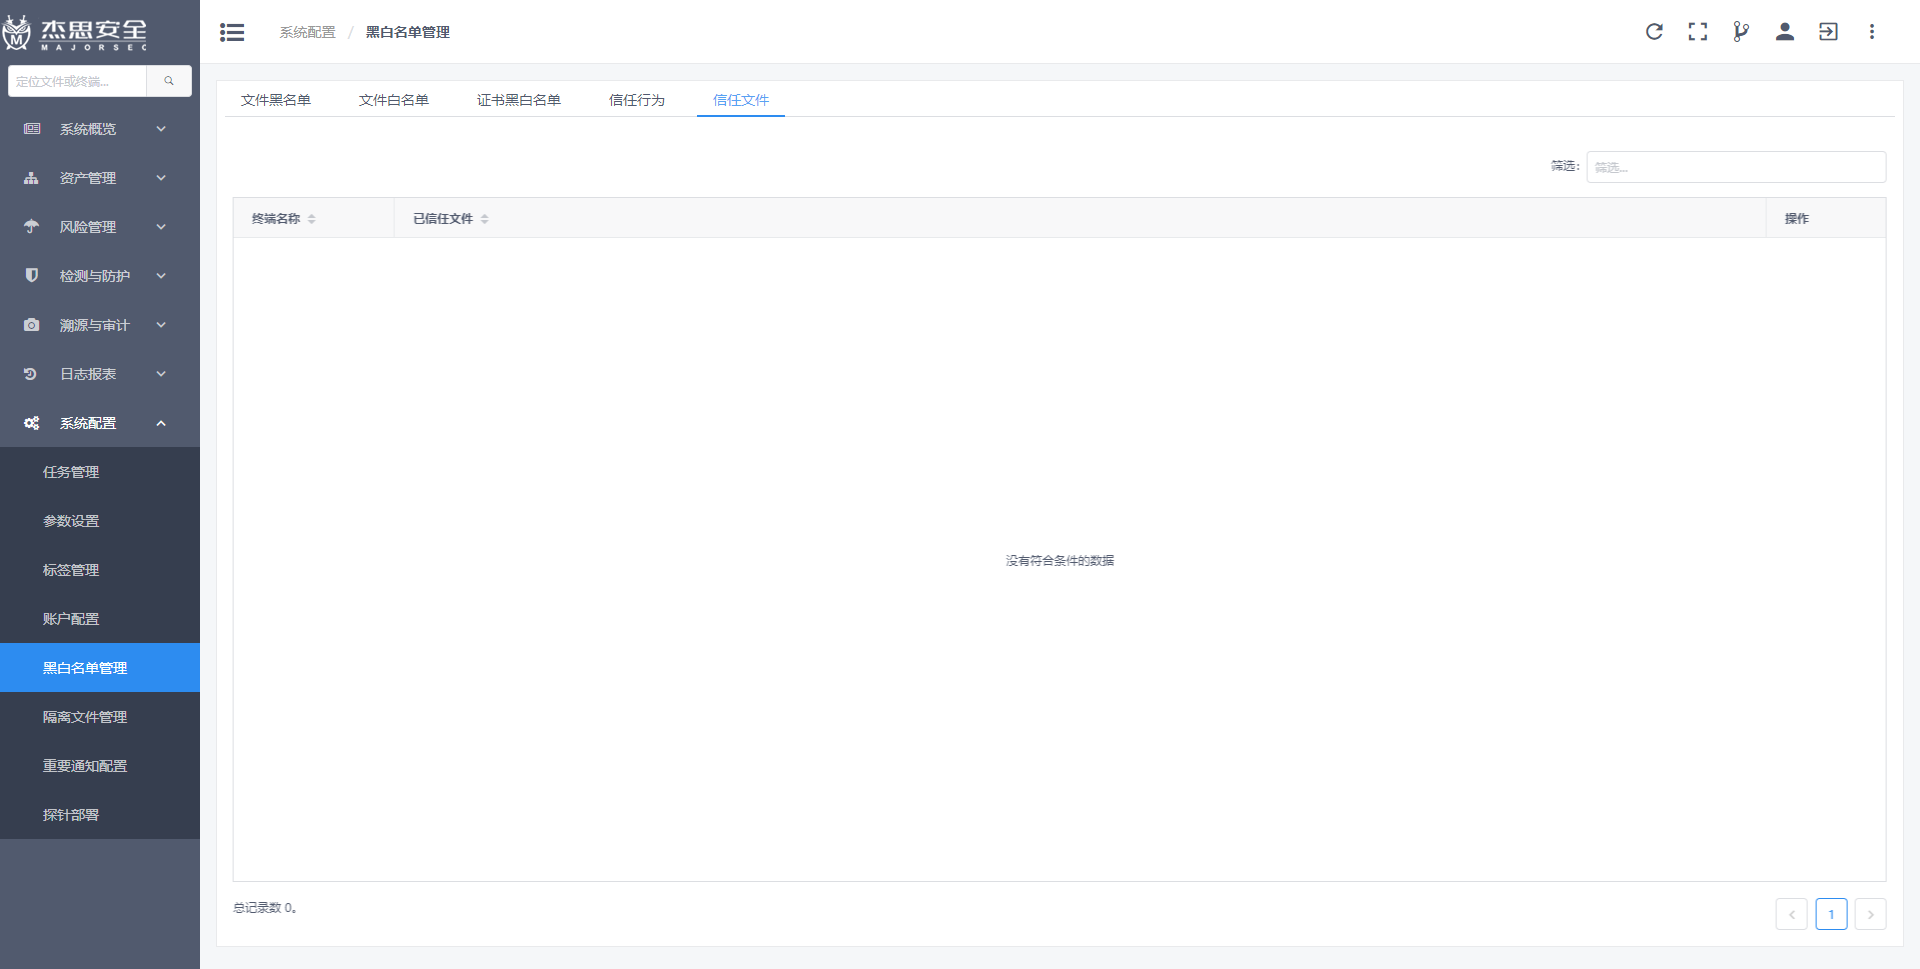 杰思安全
MAJORSEC
定位文件或终端...
系统概览
资产管理
风险管理
检测与防护
溯源与审计
日志报表
系统配置
任务管理
参数设置
标签管理
账户配置
黑白名单管理
隔离文件管理
重要通知配置
探针部署
系统配置 / 黑白名单管理
文件黑名单 文件白名单 证书黑白名单 信任行为 信任文件
筛选: 筛选...
终端名称 已信任文件 操作
没有符合条件的数据
总记录数 0。
1